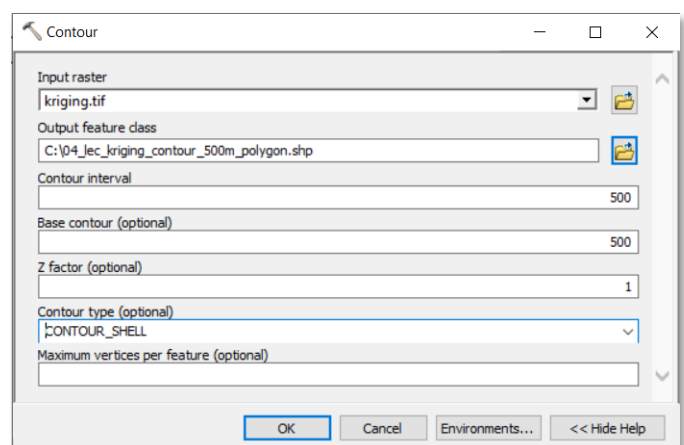 Contour
Input raster
kriging.tif
Output feature class
C:\04_lec_kriging_contour_500m_polygon.shp
Contour interval
500
Base contour (optional)
500
Z factor (optional)
1
Contour type (optional)
CONTOUR_SHELL
Maximum vertices per feature (optional)
OK Cancel Environments... << Hide Help